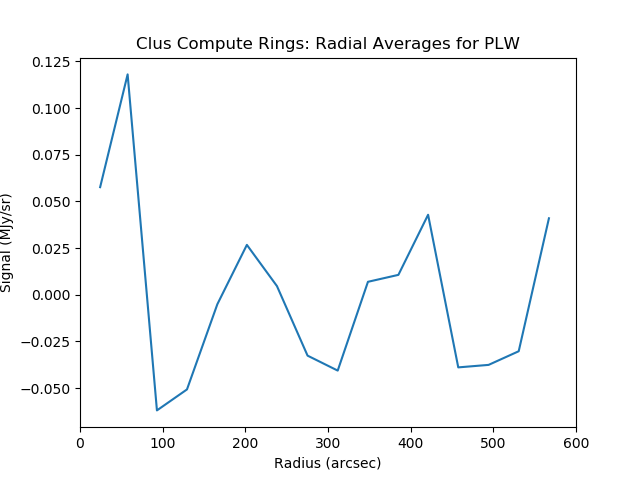 Clus Compute Rings: Radial Averages for PLW
0.125
0.100
0.075
0.050
0.025
0.000
−0.025
−0.050
Signal (MJy/sr)
0 100 200 300 400 500 600
Radius (arcsec)